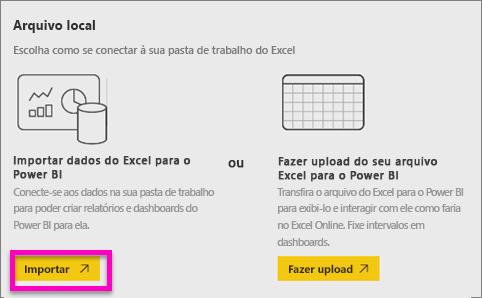 Arquivo local
Escolha como se conectar à sua pasta de trabalho do Excel
Importar dados do Excel para o
Power BI
Conecte-se aos dados na sua pasta de trabalho
para poder criar relatórios e dashboards do
Power BI para ela.
Importar
ou
Fazer upload do seu arquivo
Excel para o Power BI
Transfira o arquivo do Excel para o Power BI
para exibi-lo e interagir com ele como faria
no Excel Online. Fixe intervalos em
dashboards.
Fazer upload